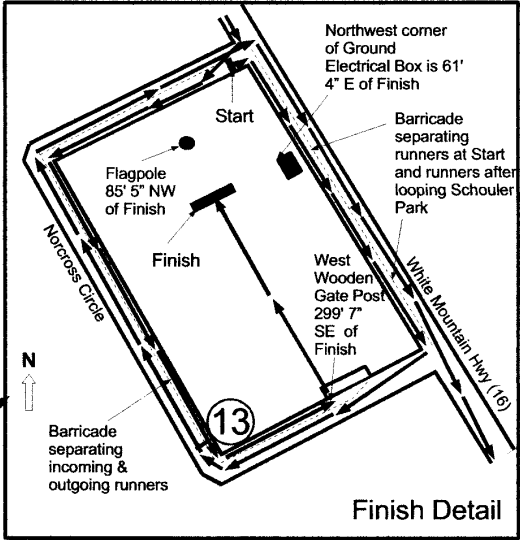 Northwest corner
of Ground
Electrical Box is 61'
4" E of Finish
Start
Barricade
separating
runners at Start
and runners after
looping Schouler
Park
Flagpole
85' 5" NW
of Finish
Finish
West
Wooden
Gate Post
299' 7"
SE of
Finish
Norcross Circle
White Mountain Hwy (16)
N
13
Barricade
separating
incoming &
outgoing runners
Finish Detail